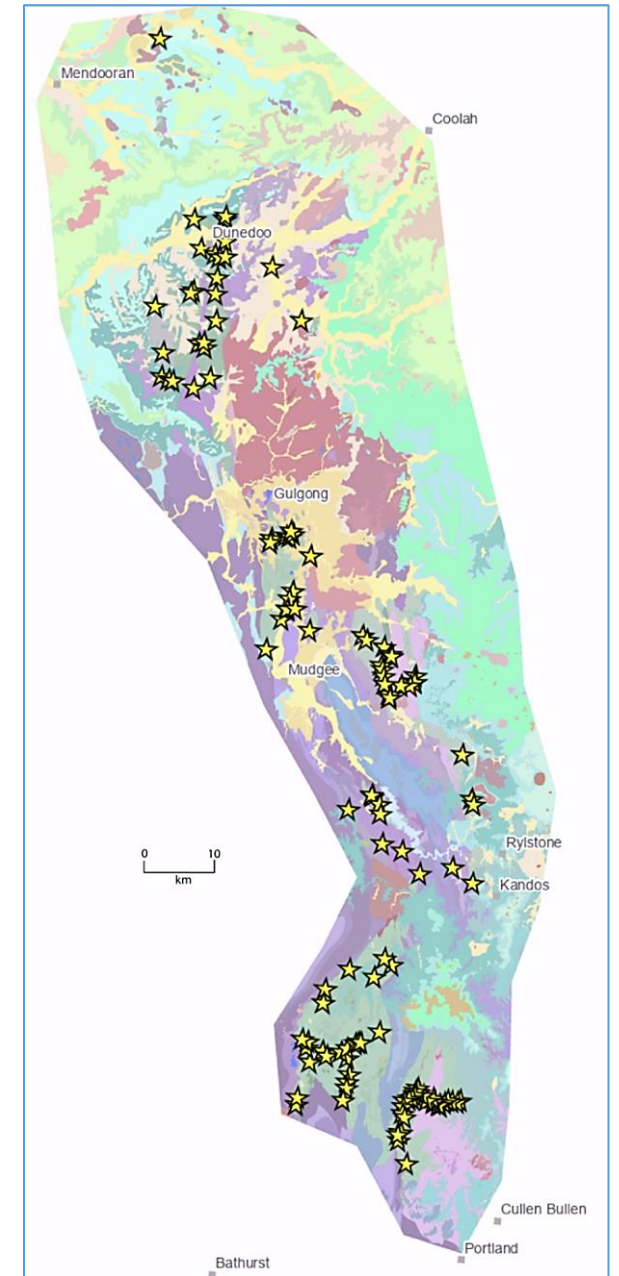 Mendooran
Coolah
Dunedoo
Gulgong
Mudgee
0 10
km
Rylstone
Kandos
Cullen Bullen
Portland
Bathurst